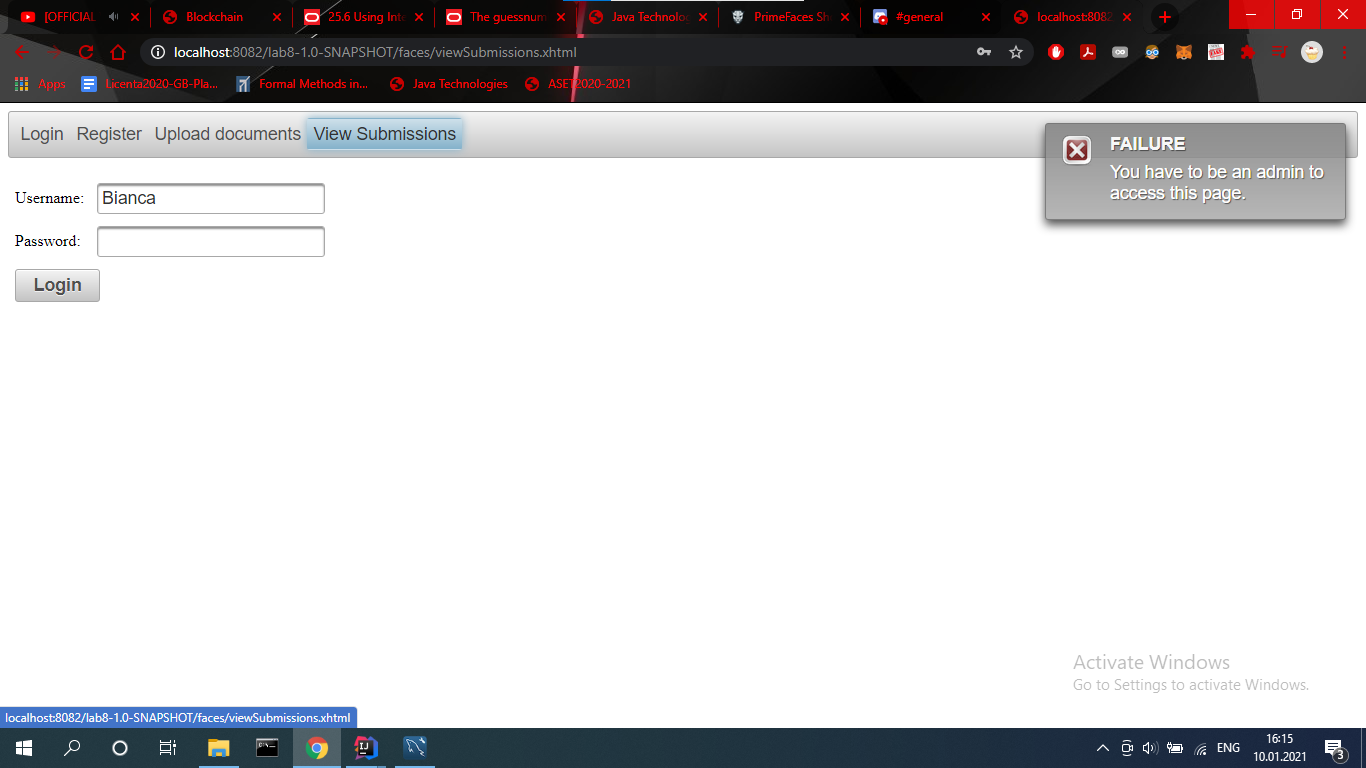 [OFFICIAL
Blockchain
25.6 Using Inte
The guessnum
Java Technolog
PrimeFaces Sh
#general
localhost:8082
localhost:8082/lab8-1.0-SNAPSHOT/faces/viewSubmissions.xhtml
Apps
Licenta2020-GB-Pla...
Formal Methods in...
Java Technologies
ASET2020-2021
Login Register Upload documents View Submissions
FAILURE
You have to be an admin to
access this page.
Username: Bianca
Password:
Login
Activate Windows
Go to Settings to activate Windows.
localhost:8082/lab8-1.0-SNAPSHOT/faces/viewSubmissions.xhtml
ENG
16:15
10.01.2021
3